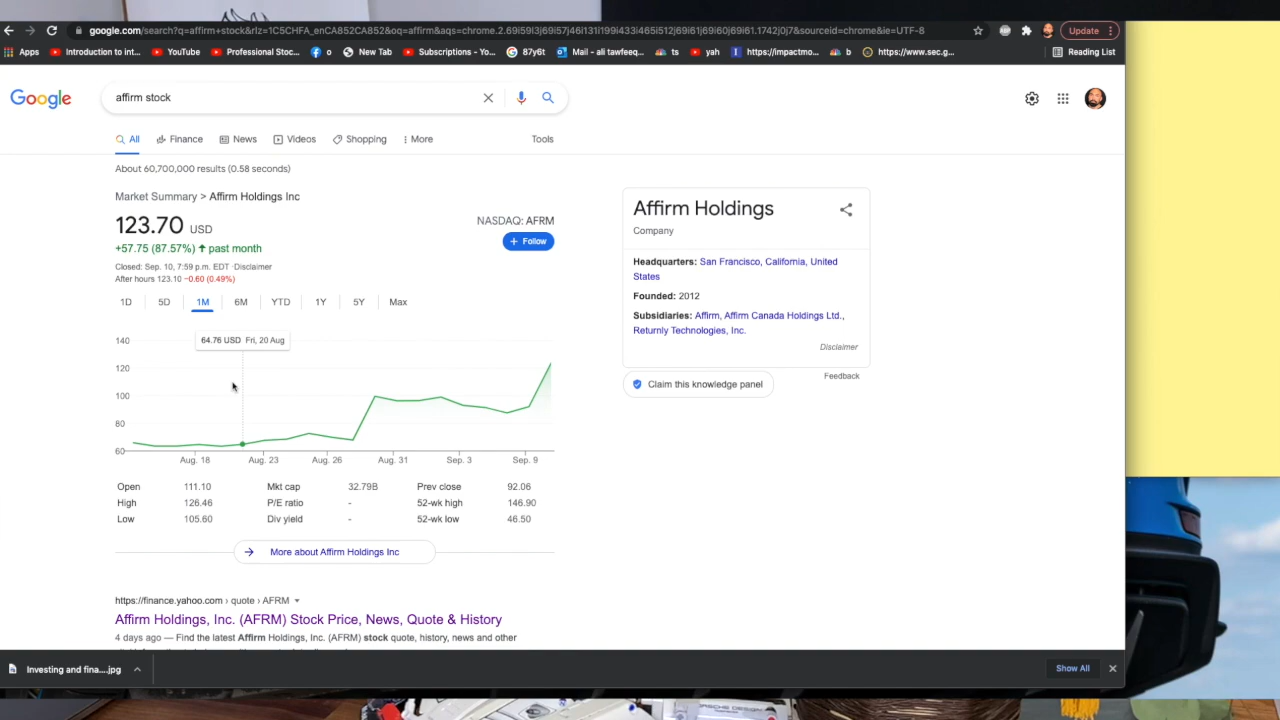 google.com/search?q=affirm+stock&rlz=1C5CHFA_enCA852CA852&oq=affirm&aqs=chrome.2.69i59l3j69i57j46i131i199i433i465i512j69i61j69i60j69i61.1742j0j7&sourceid=chrome&ie=UTF-8
Update
Apps Introduction to int... YouTube Professional Stoc... o New Tab Subscriptions - Yo... 87y6t Mail - ali tawfeeq... ts yah https://impactmo... b https://www.sec.g... Reading List
Google
affirm stock
All Finance News Videos Shopping More Tools
About 60,700,000 results (0.58 seconds)
Market Summary > Affirm Holdings Inc
123.70 USD
NASDAQ: AFRM
+57.75 (87.57%) ↑ past month
+ Follow
Closed: Sep. 10, 7:59 p.m. EDT · Disclaimer
After hours 123.10 −0.60 (0.49%)
1D 5D 1M 6M YTD 1Y 5Y Max
64.76 USD Fri, 20 Aug
140
120
100
80
60
Aug. 18 Aug. 23 Aug. 26 Aug. 31 Sep. 3 Sep. 9
Open 111.10 Mkt cap 32.79B Prev close 92.06
High 126.46 P/E ratio - 52-wk high 146.90
Low 105.60 Div yield - 52-wk low 46.50
More about Affirm Holdings Inc
https://finance.yahoo.com › quote › AFRM
Affirm Holdings, Inc. (AFRM) Stock Price, News, Quote & History
4 days ago — Find the latest Affirm Holdings, Inc. (AFRM) stock quote, history, news and other
Affirm Holdings
Company
Headquarters: San Francisco, California, United
States
Founded: 2012
Subsidiaries: Affirm, Affirm Canada Holdings Ltd.,
Returnly Technologies, Inc.
Disclaimer
Feedback
Claim this knowledge panel
Investing and fina....jpg
Show All
PORSCHE DESIGN